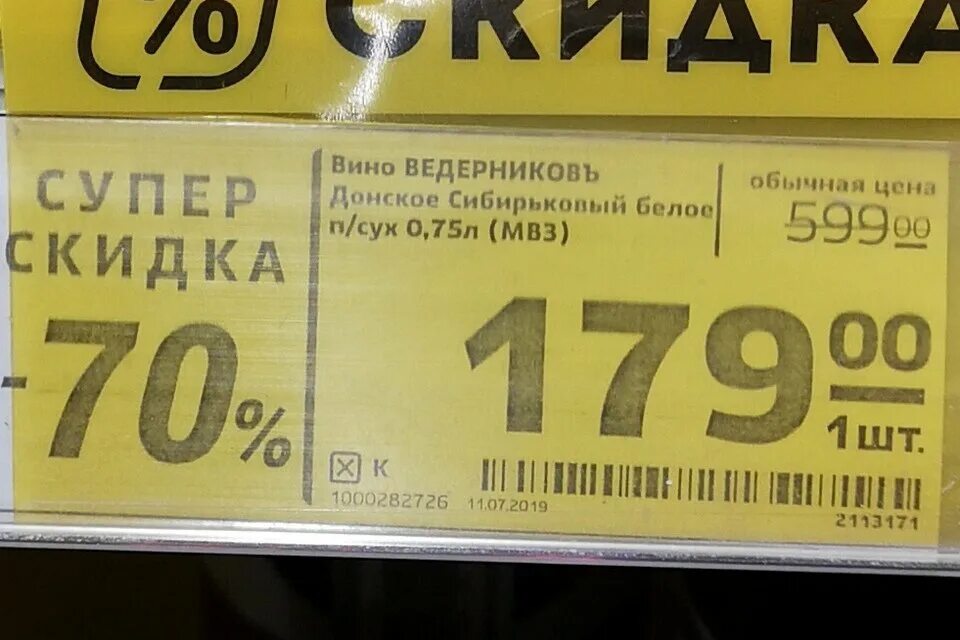 % СКИДКА
СУПЕР
СКИДКА
-70%
Вино ВЕДЕРНИКОВЪ
Донское Сибирьковый белое
п/сух 0,75л (МВЗ)
обычная цена
599 00
179 00
1 шт.
К
1000282726 11.07.2019
2113171